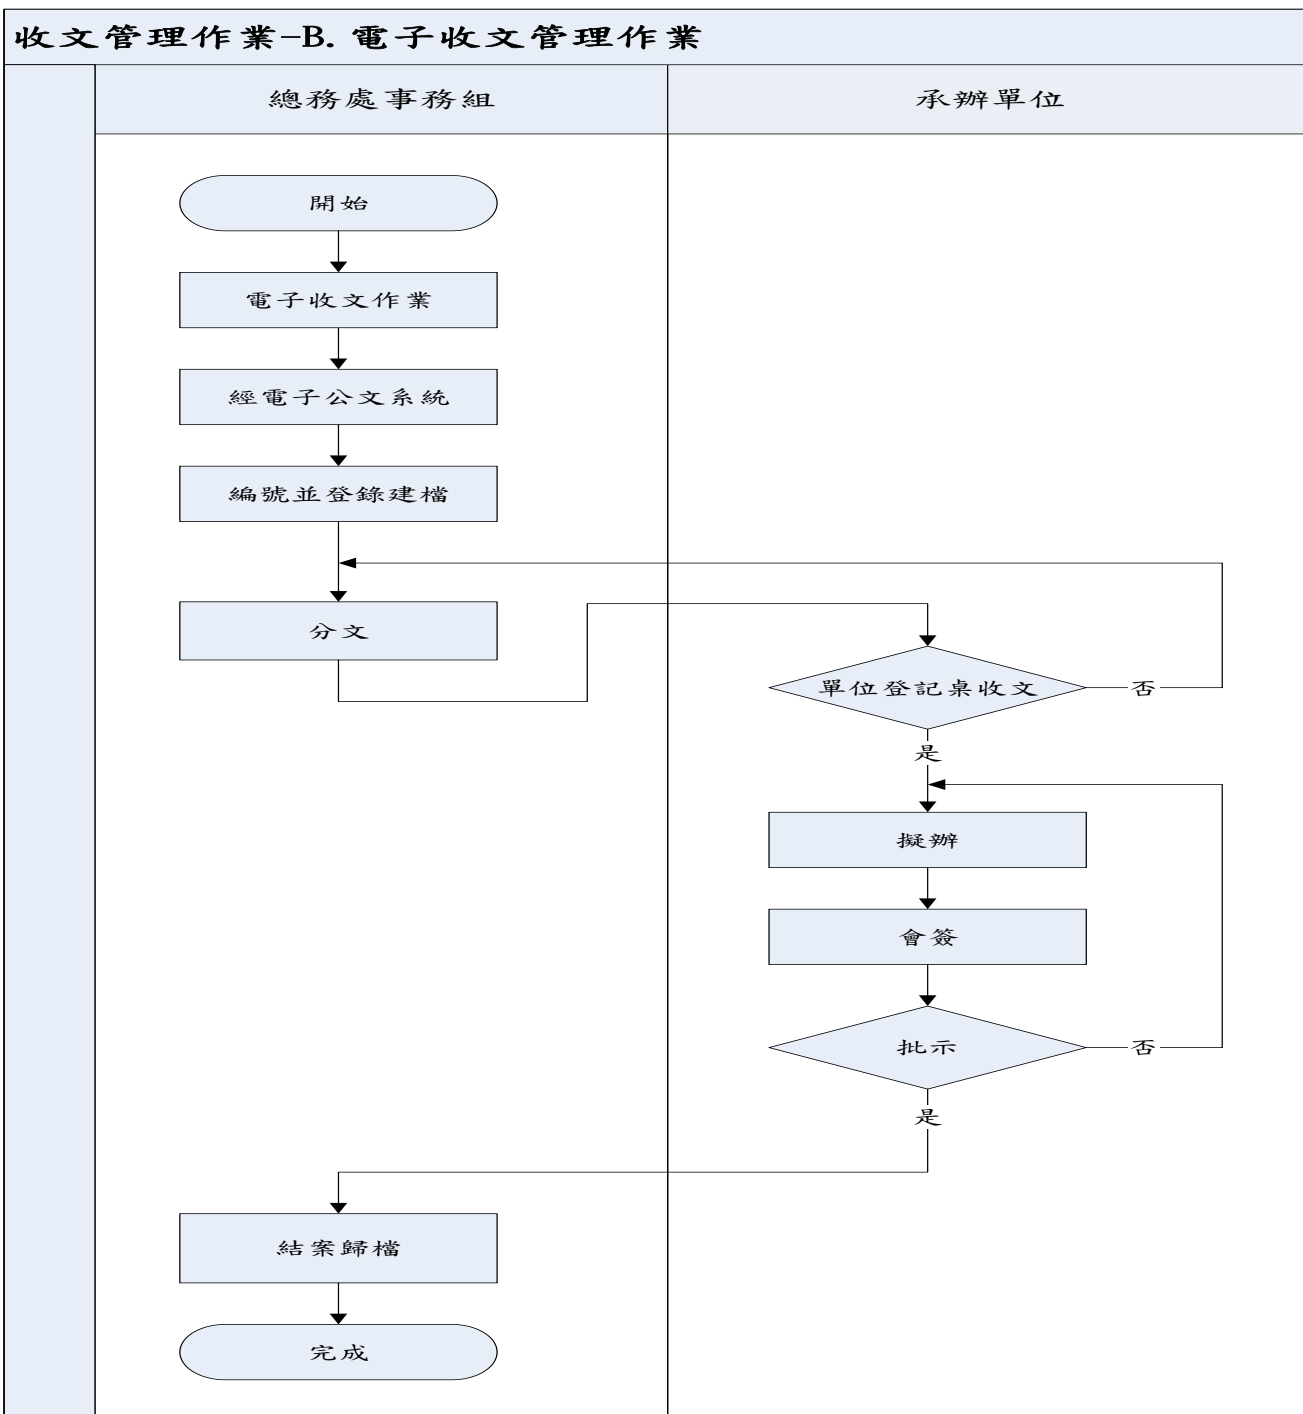 收文管理作業-B. 電子收文管理作業
總務處事務組
承辦單位
開始
電子收文作業
經電子公文系統
編號並登錄建檔
分文
單位登記桌收文
否
是
擬辦
會簽
批示
否
是
結案歸檔
完成